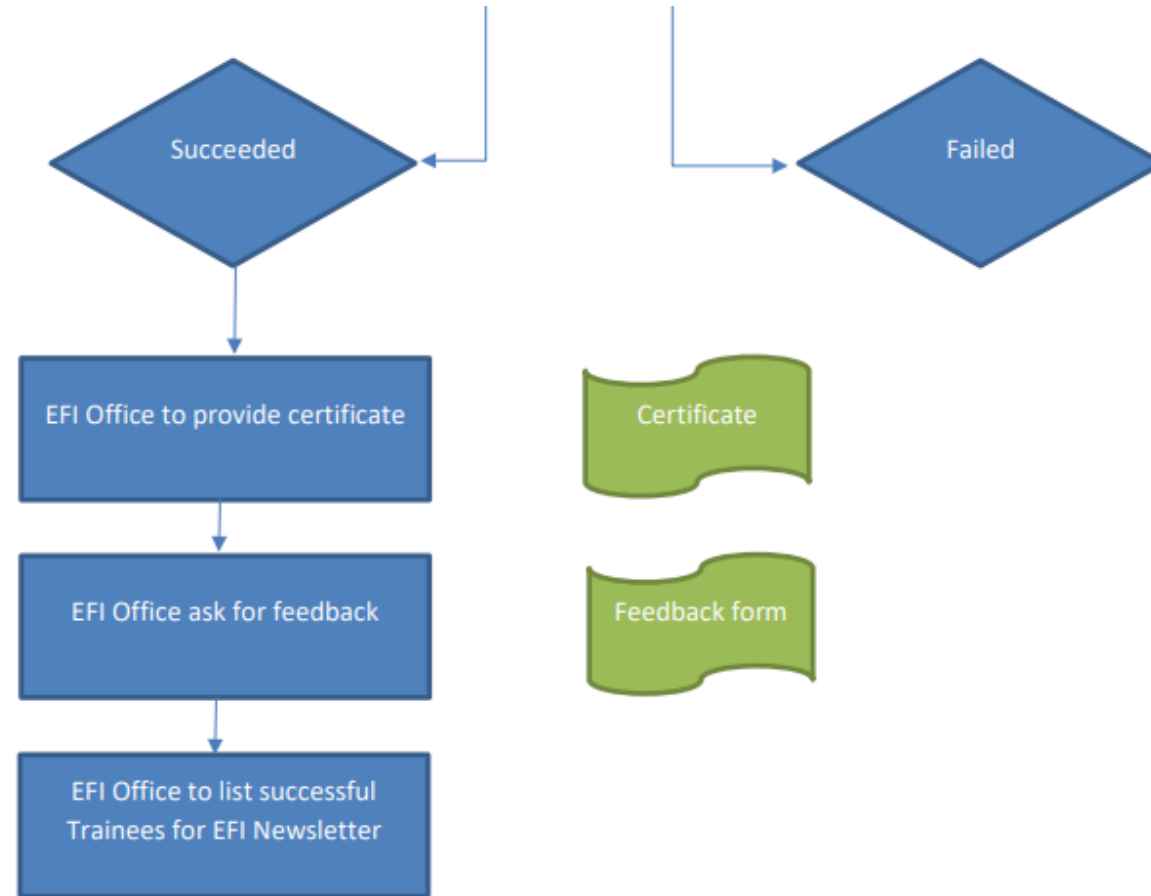 Succeeded
Failed
EFI Office to provide certificate
Certificate
EFI Office ask for feedback
Feedback form
EFI Office to list successful
Trainees for EFI Newsletter